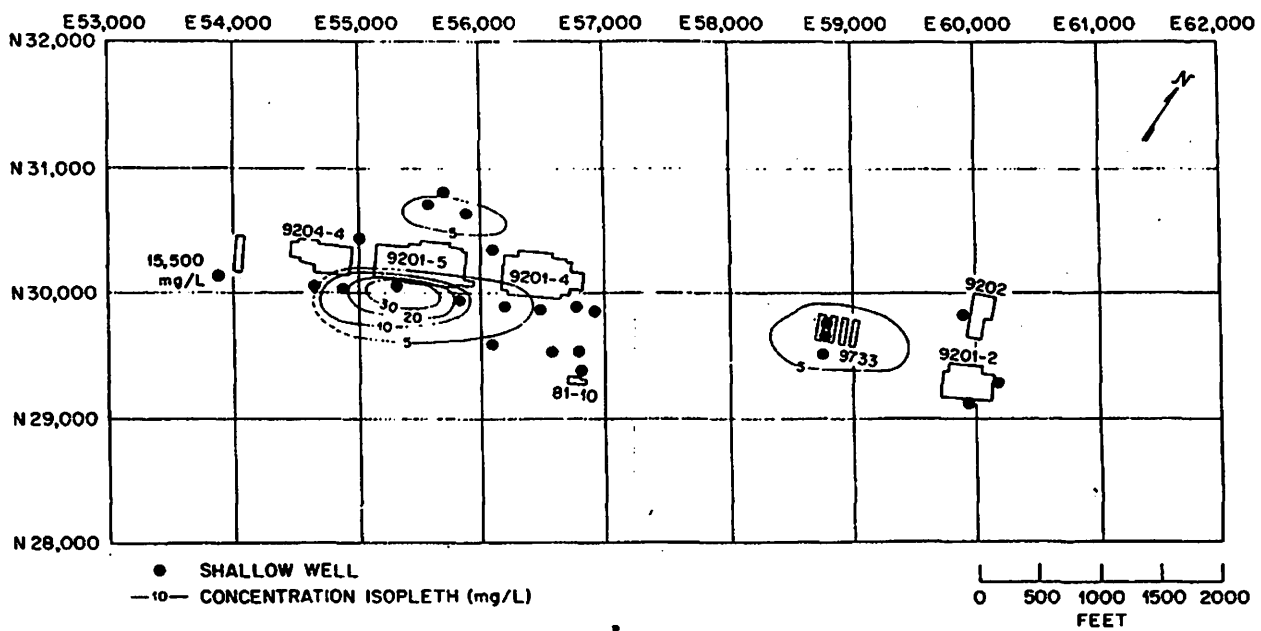 E53,000 E54,000 E55,000 E56,000 E57,000 E58,000 E59,000 E60,000 E61,000 E62,000
N32,000
N
N31,000
5
9204-4
15,500
mg/L
9201-5
9201-4
N30,000
30
20
10
5
9202
9733
5
9201-2
81-10
N29,000
N28,000
SHALLOW WELL
10 CONCENTRATION ISOPLETH (mg/L)
0 500 1000 1500 2000
FEET